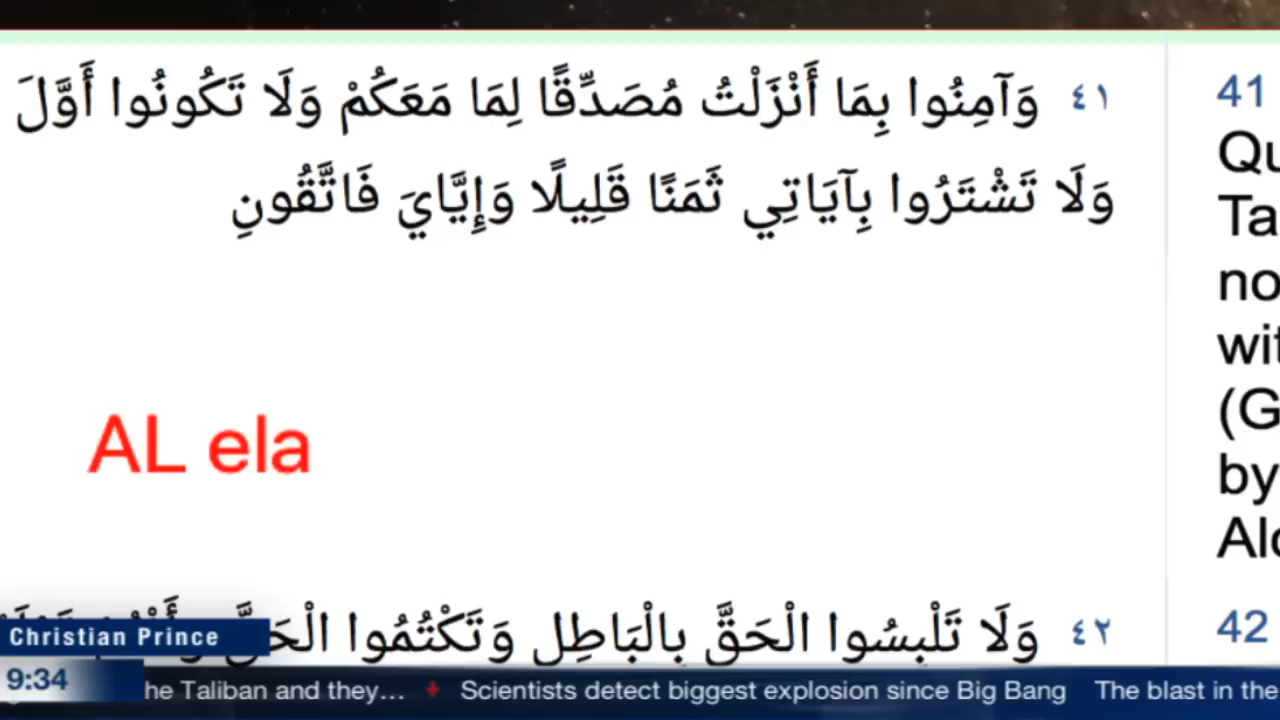 ٤١ وَآمِنُوا بِمَا أَنْزَلْتُ مُصَدِّقًا لِمَا مَعَكُمْ وَلَا تَكُونُوا أَوَّلَ
وَلَا تَشْتَرُوا بِآيَاتِي ثَمَنًا قَلِيلًا وَإِيَّايَ فَاتَّقُونِ
41
Qu
Ta
no
wit
(G
by
Alo
AL ela
٤٢ وَلَا تَلْبِسُوا الْحَقَّ بِالْبَاطِلِ وَتَكْتُمُوا الْحَقَّ
42
Christian Prince
9:34
he Taliban and they... Scientists detect biggest explosion since Big Bang The blast in the